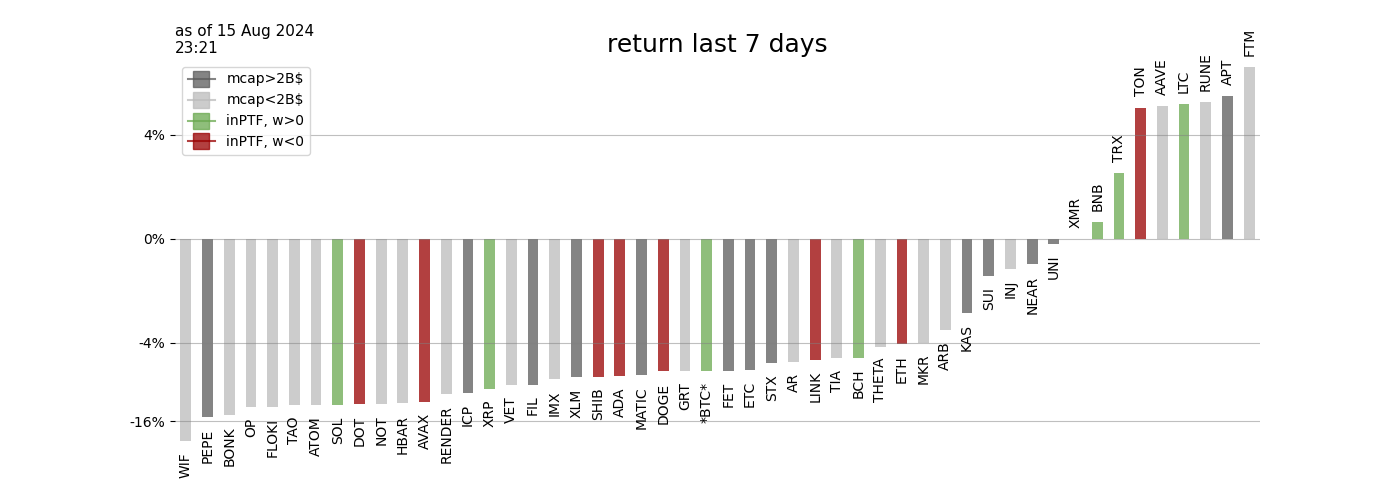 as of 15 Aug 2024
23:21
return last 7 days
mcap>2B$
mcap<2B$
inPTF, w>0
inPTF, w<0
4%
0%
-4%
-16%
WIF
PEPE
BONK
OP
FLOKI
TAO
ATOM
SOL
DOT
NOT
HBAR
AVAX
RENDER
ICP
XRP
VET
FIL
IMX
XLM
SHIB
ADA
MATIC
DOGE
GRT
*BTC*
FET
ETC
STX
AR
LINK
TIA
BCH
THETA
ETH
MKR
ARB
KAS
SUI
INJ
NEAR
UNI
XMR
BNB
TRX
TON
AAVE
LTC
RUNE
APT
FTM